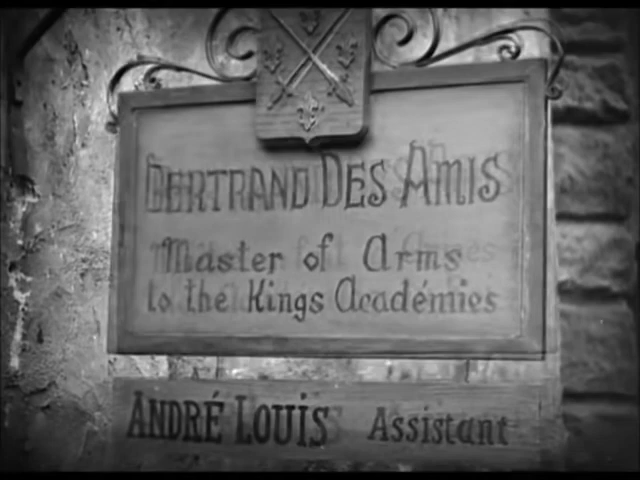 BERTRAND DES AMIS
Master of Arms
to the Kings Académies
ANDRÉ LOUIS Assistant